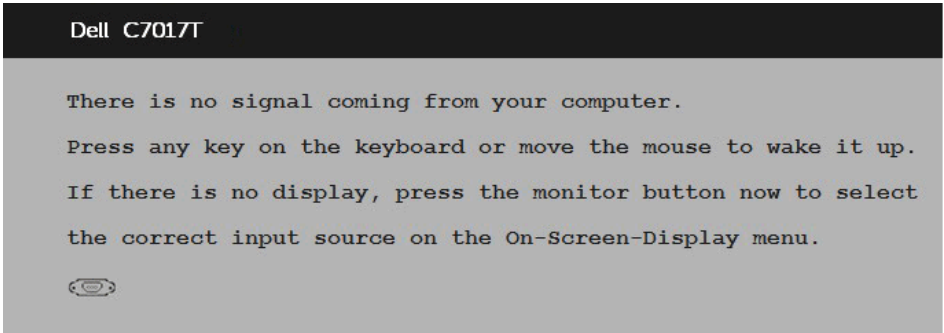 Dell C7017T
There is no signal coming from your computer.
Press any key on the keyboard or move the mouse to wake it up.
If there is no display, press the monitor button now to select
the correct input source on the On-Screen-Display menu.